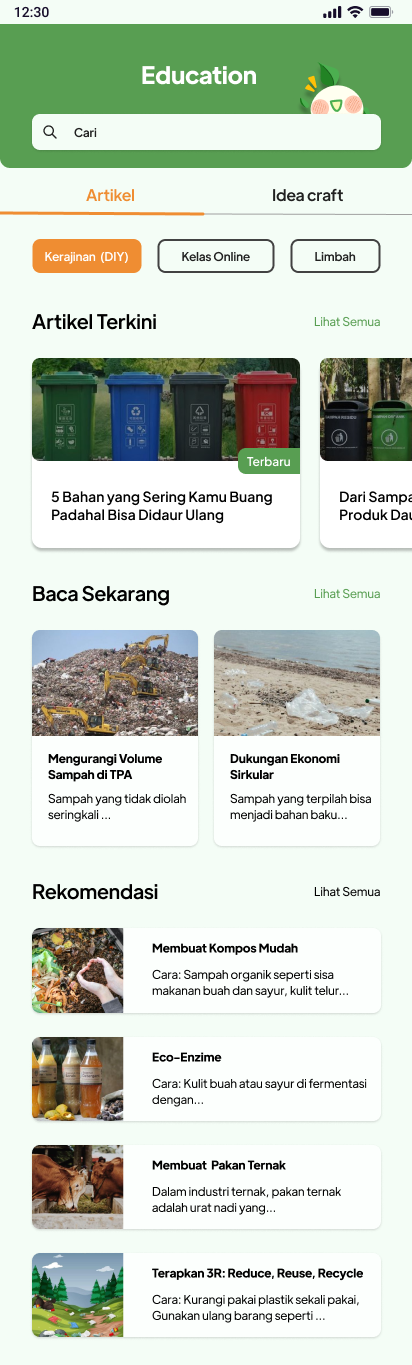 12:30
Education
Cari
Artikel
Idea craft
Kerajinan (DIY)
Kelas Online
Limbah
Artikel Terkini
Lihat Semua
Terbaru
5 Bahan yang Sering Kamu Buang
Padahal Bisa Didaur Ulang
Dari Sampa
Produk Dau
Baca Sekarang
Lihat Semua
Mengurangi Volume
Sampah di TPA
Sampah yang tidak diolah
seringkali ...
Dukungan Ekonomi
Sirkular
Sampah yang terpilah bisa
menjadi bahan baku...
Rekomendasi
Lihat Semua
Membuat Kompos Mudah
Cara: Sampah organik seperti sisa
makanan buah dan sayur, kulit telur...
Eco-Enzime
Cara: Kulit buah atau sayur di fermentasi
dengan...
Membuat Pakan Ternak
Dalam industri ternak, pakan ternak
adalah urat nadi yang...
Terapkan 3R: Reduce, Reuse, Recycle
Cara: Kurangi pakai plastik sekali pakai,
Gunakan ulang barang seperti ...